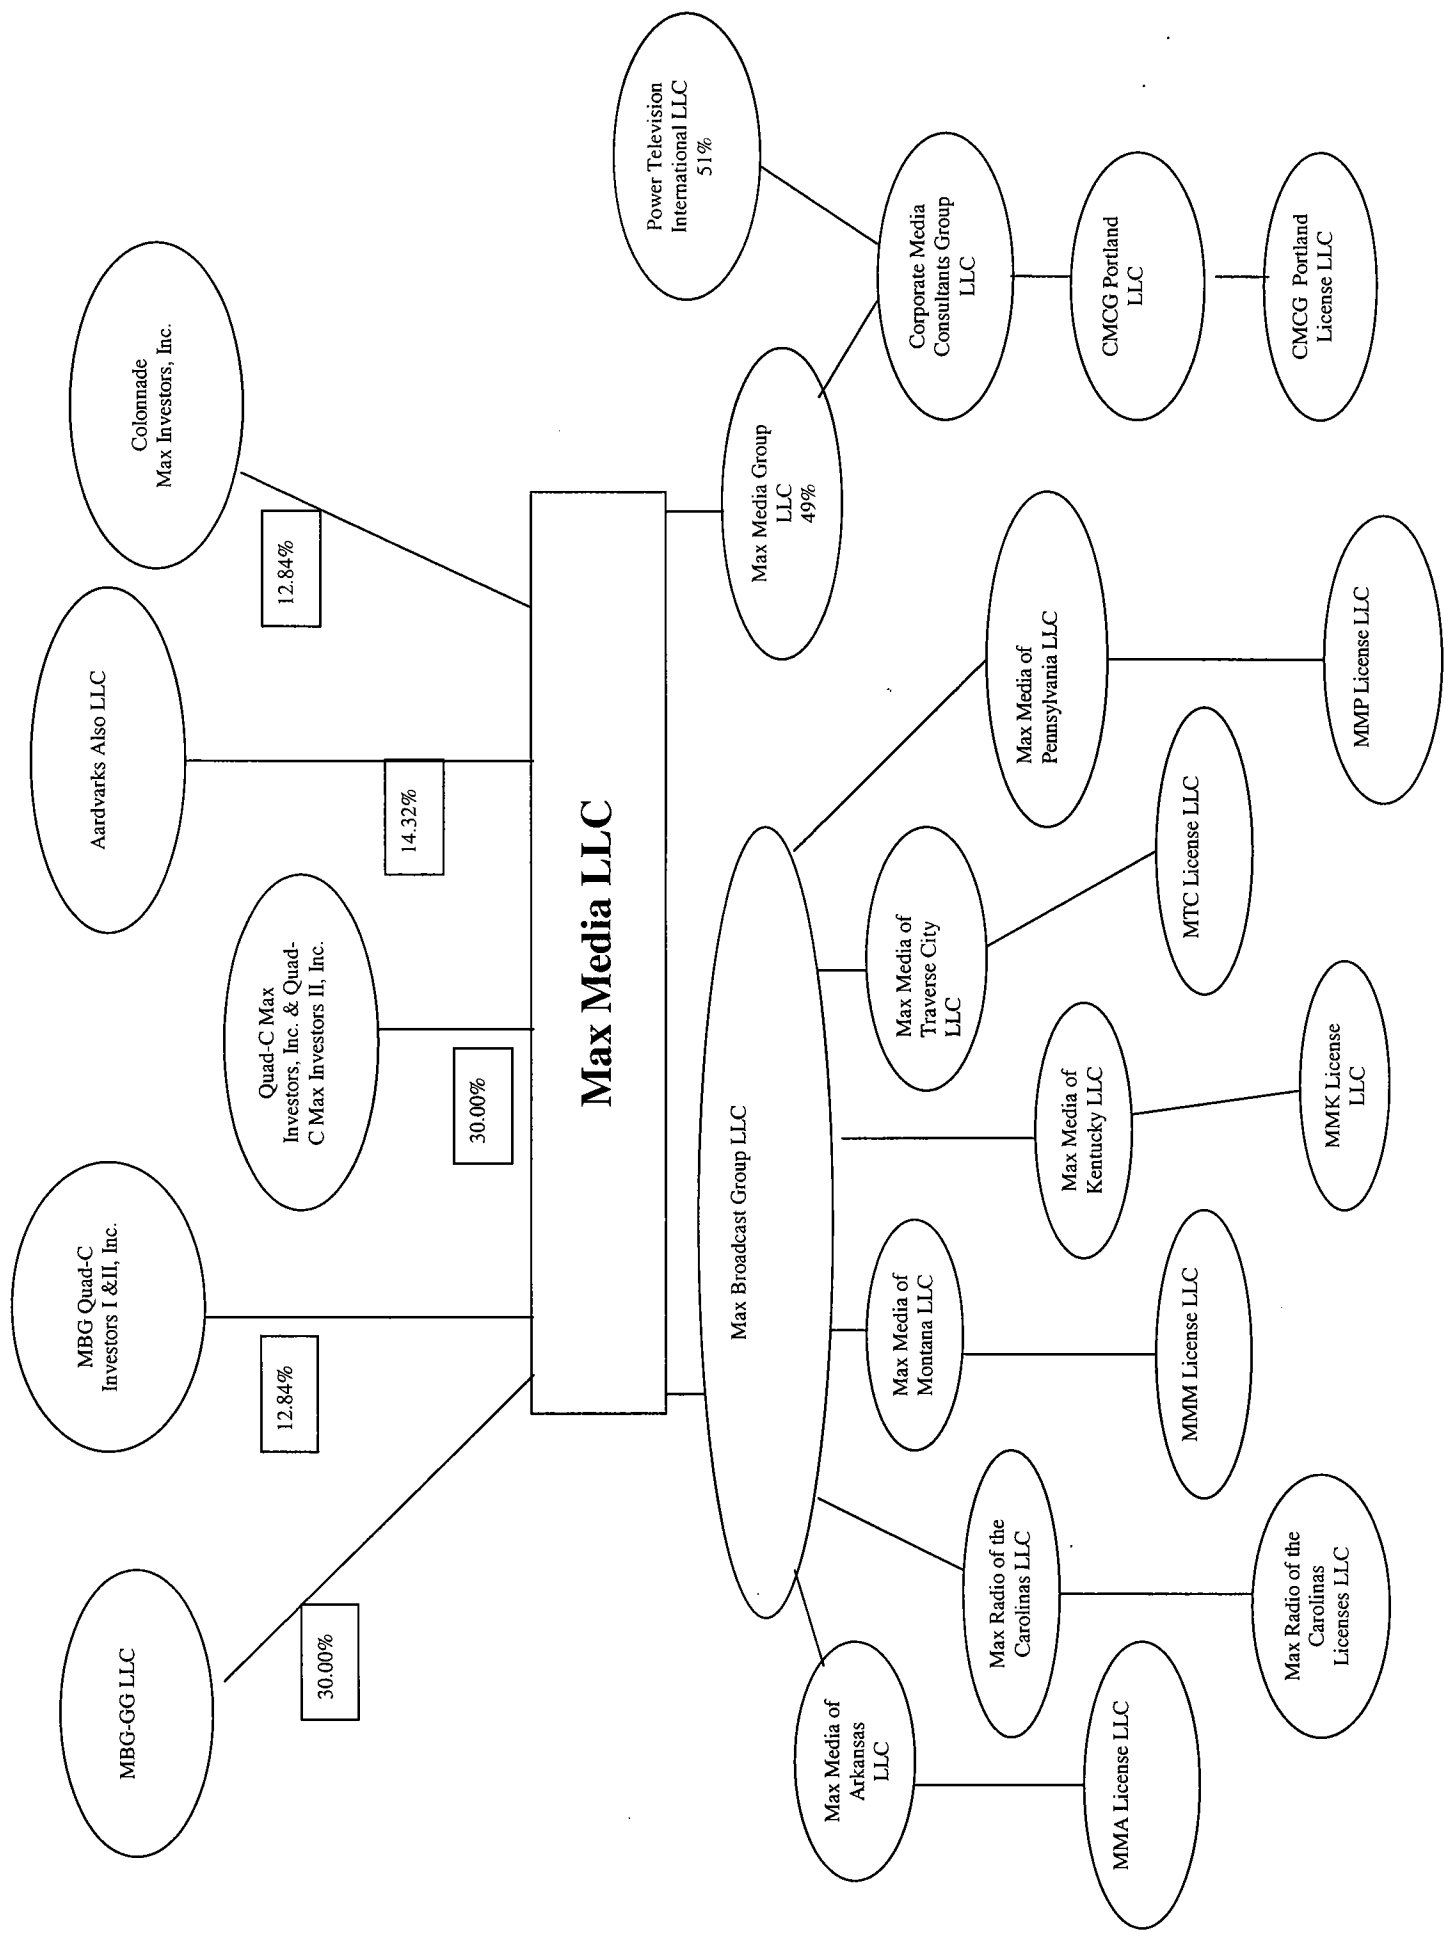 MBG-GG LLC
MBG Quad-C
Investors I &II, Inc.
Quad-C Max
Investors, Inc. & Quad-
C Max Investors II, Inc.
Aardvarks Also LLC
Colonnade
Max Investors, Inc.
30.00%
12.84%
30.00%
14.32%
12.84%
Max Media LLC
Max Broadcast Group LLC
Max Media Group
LLC
49%
Power Television
International LLC
51%
Max Media of
Arkansas
LLC
Max Radio of the
Carolinas LLC
Max Media of
Montana LLC
Max Media of
Kentucky LLC
Max Media of
Traverse City
LLC
Max Media of
Pennsylvania LLC
Corporate Media
Consultants Group
LLC
CMCG Portland
LLC
CMCG Portland
License LLC
MMA License LLC
Max Radio of the
Carolinas
Licenses LLC
MMM License LLC
MMK License
LLC
MTC License LLC
MMP License LLC